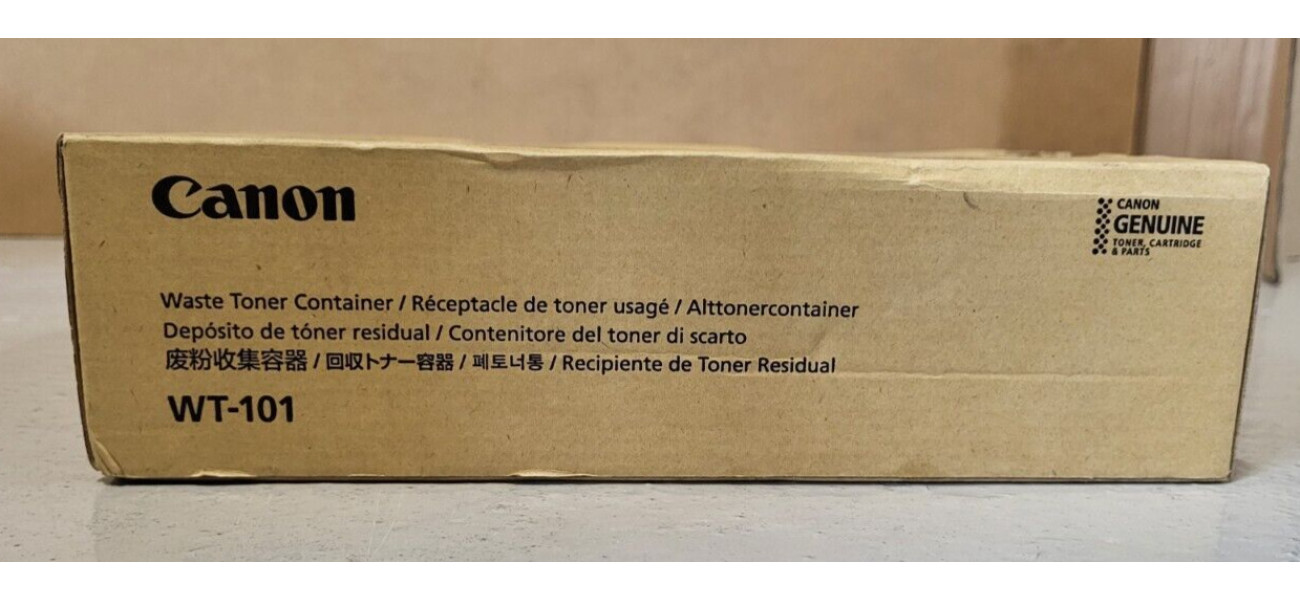 Canon
CANON
GENUINE
TONER, CARTRIDGE
& PARTS
Waste Toner Container / Réceptacle de toner usagé / Alttonercontainer
Depósito de tóner residual / Contenitore del toner di scarto
废粉收集容器 / 回収トナー容器 / 폐토너통 / Recipiente de Toner Residual
WT-101